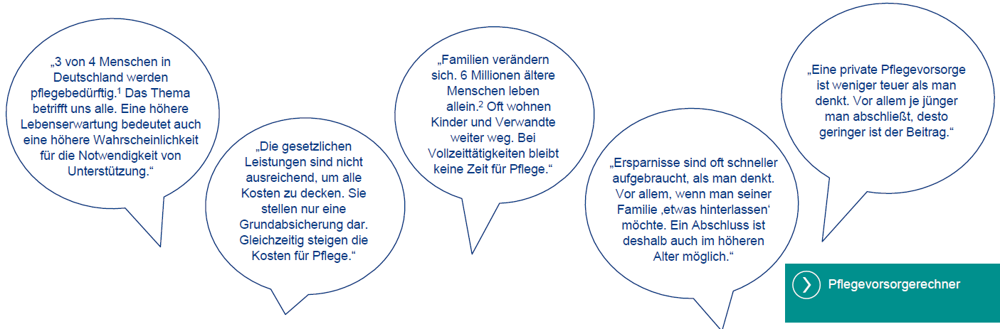 „3 von 4 Menschen in
Deutschland werden
pflegebedürftig.¹ Das Thema
betrifft uns alle. Eine höhere
Lebenserwartung bedeutet auch
eine höhere Wahrscheinlichkeit
für die Notwendigkeit von
Unterstützung.“
„Die gesetzlichen
Leistungen sind nicht
ausreichend, um alle
Kosten zu decken. Sie
stellen nur eine
Grundabsicherung dar.
Gleichzeitig steigen die
Kosten für Pflege.“
„Familien verändern
sich. 6 Millionen ältere
Menschen leben
allein.² Oft wohnen
Kinder und Verwandte
weiter weg. Bei
Vollzeittätigkeiten bleibt
keine Zeit für Pflege.“
„Ersparnisse sind oft schneller
aufgebraucht, als man denkt.
Vor allem, wenn man seiner
Familie ‚etwas hinterlassen‘
möchte. Ein Abschluss ist
deshalb auch im höheren
Alter möglich.“
„Eine private Pflegevorsorge
ist weniger teuer als man
denkt. Vor allem je jünger
man abschließt, desto
geringer ist der Beitrag.“
Pflegevorsorgerechner